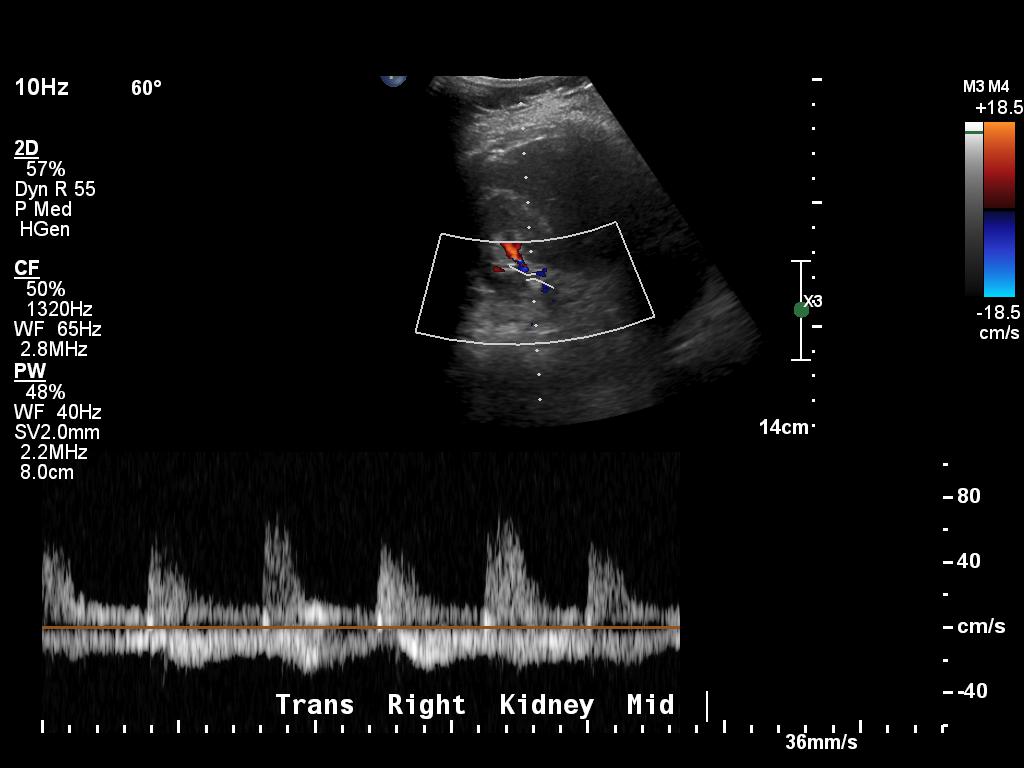 10Hz 60°
M3 M4
+18.5
2D
57%
Dyn R 55
P Med
HGen
CF
50%
1320Hz
WF 65Hz
2.8MHz
X3
-18.5
cm/s
PW
48%
WF 40Hz
SV2.0mm
2.2MHz
8.0cm
14cm
80
40
cm/s
-40
Trans Right Kidney Mid
36mm/s